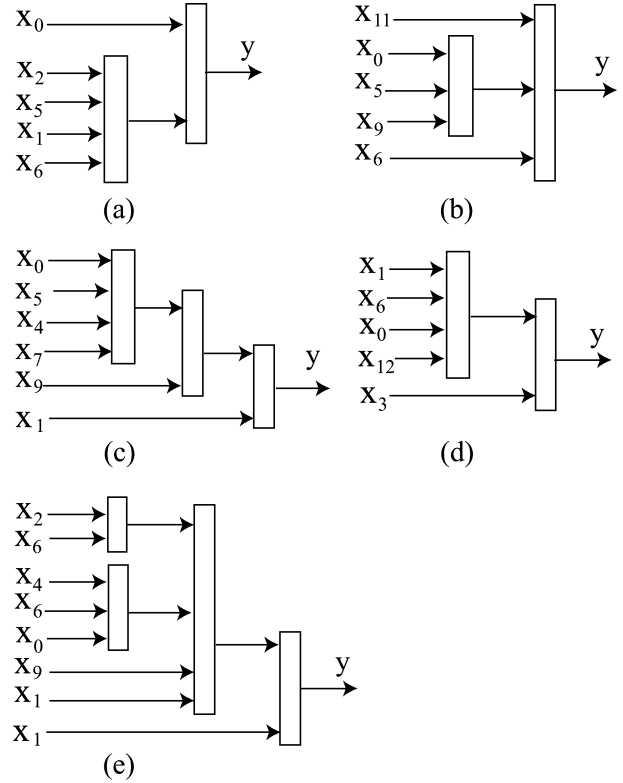 x₀
y
x₂
x₅
x₁
x₆
(a)
x₁₁
x₀
y
x₅
x₉
x₆
(b)
x₀
x₅
x₄
x₇
y
x₉
x₁
(c)
x₁
x₆
x₀
y
x₁₂
x₃
(d)
x₂
x₆
x₄
x₆
x₀
y
x₉
x₁
x₁
(e)